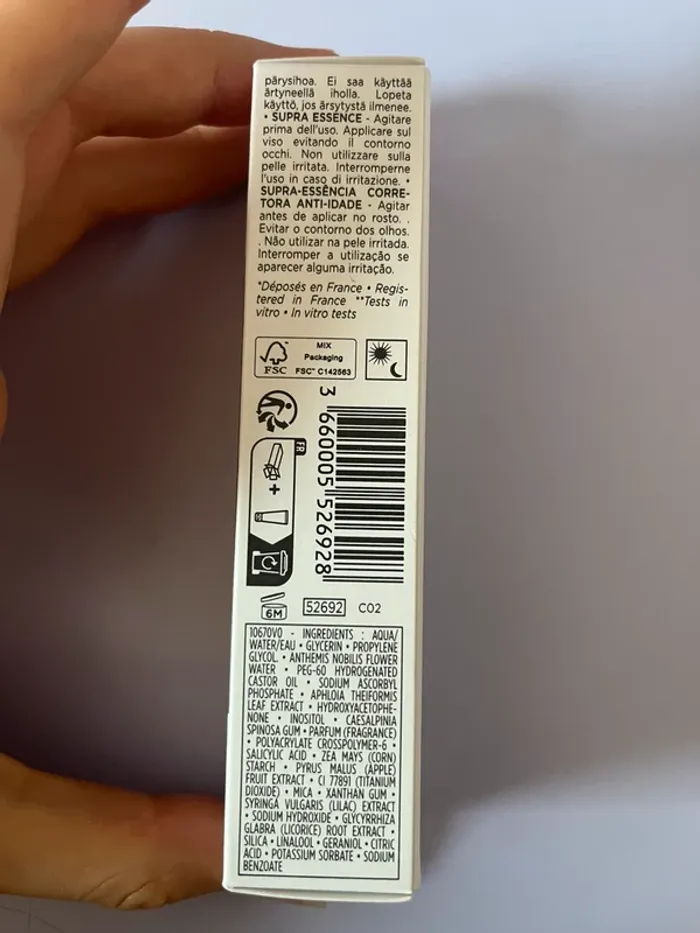 pärysihoa. Ei saa käyttää
ärtyneellä iholla. Lopeta
käyttö, jos ärsytystä ilmenee.
• SUPRA ESSENCE - Agitare
prima dell'uso. Applicare sul
viso evitando il contorno
occhi. Non utilizzare sulla
pelle irritata. Interromperne
l'uso in caso di irritazione. •
SUPRA-ESSÊNCIA CORRE-
TORA ANTI-IDADE - Agitar
antes de aplicar no rosto. .
Evitar o contorno dos olhos.
. Não utilizar na pele irritada.
Interromper a utilização se
aparecer alguma irritação.
*Déposés en France • Regis-
tered in France **Tests in
vitro • In vitro tests
MIX
Packaging
FSC FSC™ C142563
FR
+
3 660005 526928
6M 52692 C02
10670V0 - INGREDIENTS : AQUA/
WATER/EAU • GLYCERIN • PROPYLENE
GLYCOL • ANTHEMIS NOBILIS FLOWER
WATER • PEG-60 HYDROGENATED
CASTOR OIL • SODIUM ASCORBYL
PHOSPHATE • APHLOIA THEIFORMIS
LEAF EXTRACT • HYDROXYACETOPHE-
NONE • INOSITOL • CAESALPINIA
SPINOSA GUM • PARFUM (FRAGRANCE)
• POLYACRYLATE CROSSPOLYMER-6 •
SALICYLIC ACID • ZEA MAYS (CORN)
STARCH • PYRUS MALUS (APPLE)
FRUIT EXTRACT • CI 77891 (TITANIUM
DIOXIDE) • MICA • XANTHAN GUM •
SYRINGA VULGARIS (LILAC) EXTRACT
• SODIUM HYDROXIDE • GLYCYRRHIZA
GLABRA (LICORICE) ROOT EXTRACT •
SILICA • LINALOOL • GERANIOL • CITRIC
ACID • POTASSIUM SORBATE • SODIUM
BENZOATE